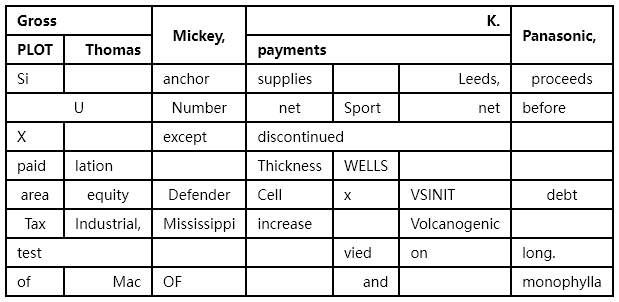 Gross Mickey, K. Panasonic,
PLOT Thomas payments
Si anchor supplies Leeds, proceeds
U Number net Sport net before
X except discontinued
paid lation Thickness WELLS
area equity Defender Cell x VSINIT debt
Tax Industrial, Mississippi increase Volcanogenic
test vied on long.
of Mac OF and monophylla